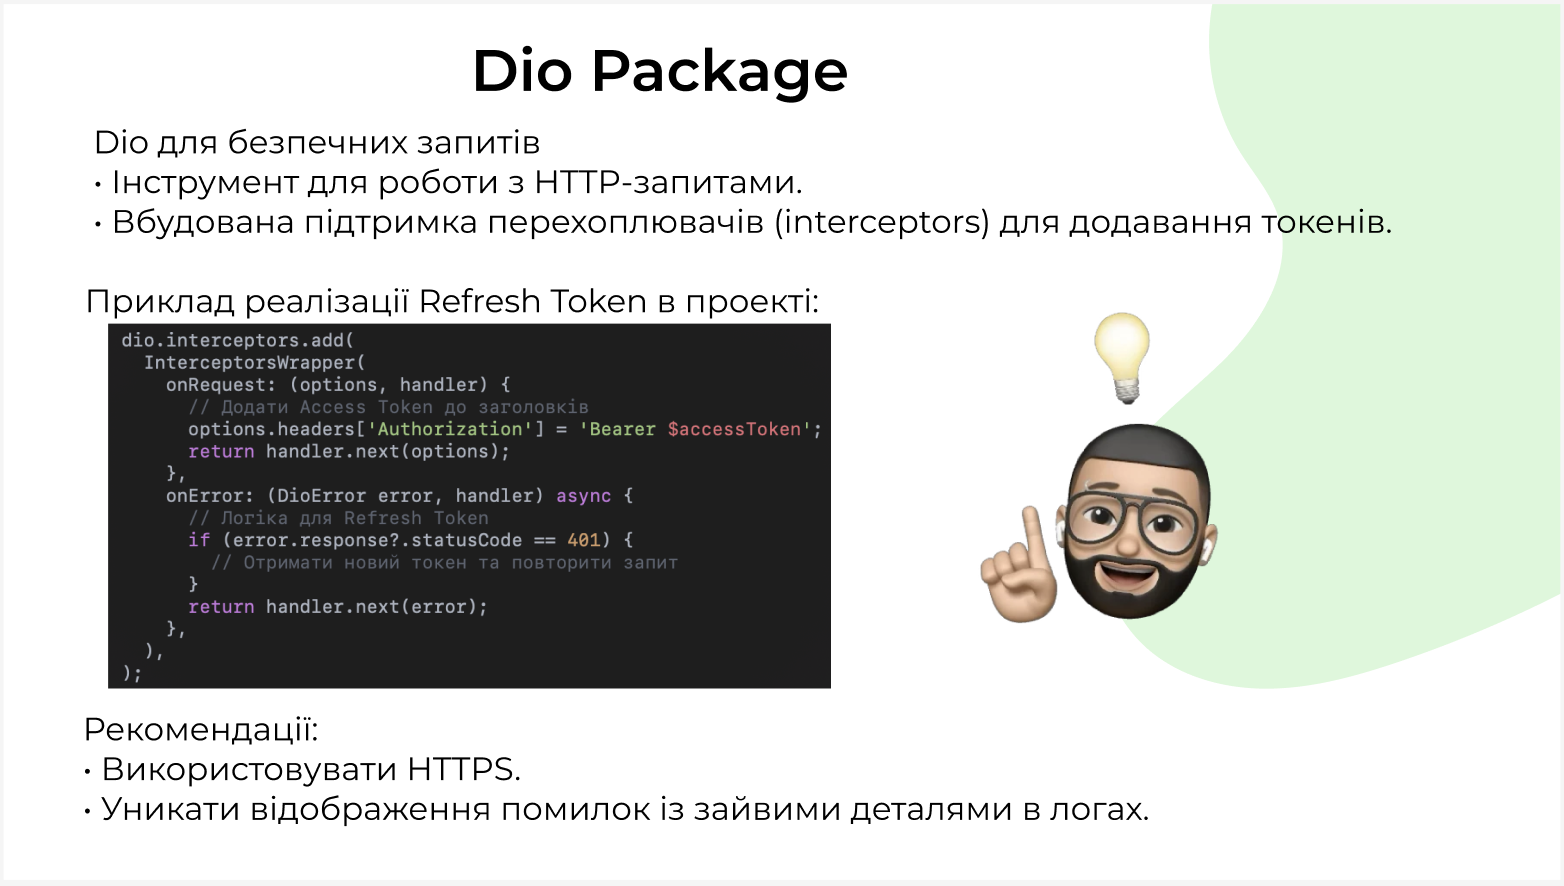 Dio Package
Dio для безпечних запитів
• Інструмент для роботи з HTTP-запитами.
• Вбудована підтримка перехоплювачів (interceptors) для додавання токенів.
Приклад реалізації Refresh Token в проекті:
dio.interceptors.add(
  InterceptorsWrapper(
    onRequest: (options, handler) {
      // Додати Access Token до заголовків
      options.headers['Authorization'] = 'Bearer $accessToken';
      return handler.next(options);
    },
    onError: (DioError error, handler) async {
      // Логіка для Refresh Token
      if (error.response?.statusCode == 401) {
        // Отримати новий токен та повторити запит
      }
      return handler.next(error);
    },
  ),
);
Рекомендації:
• Використовувати HTTPS.
• Уникати відображення помилок із зайвими деталями в логах.